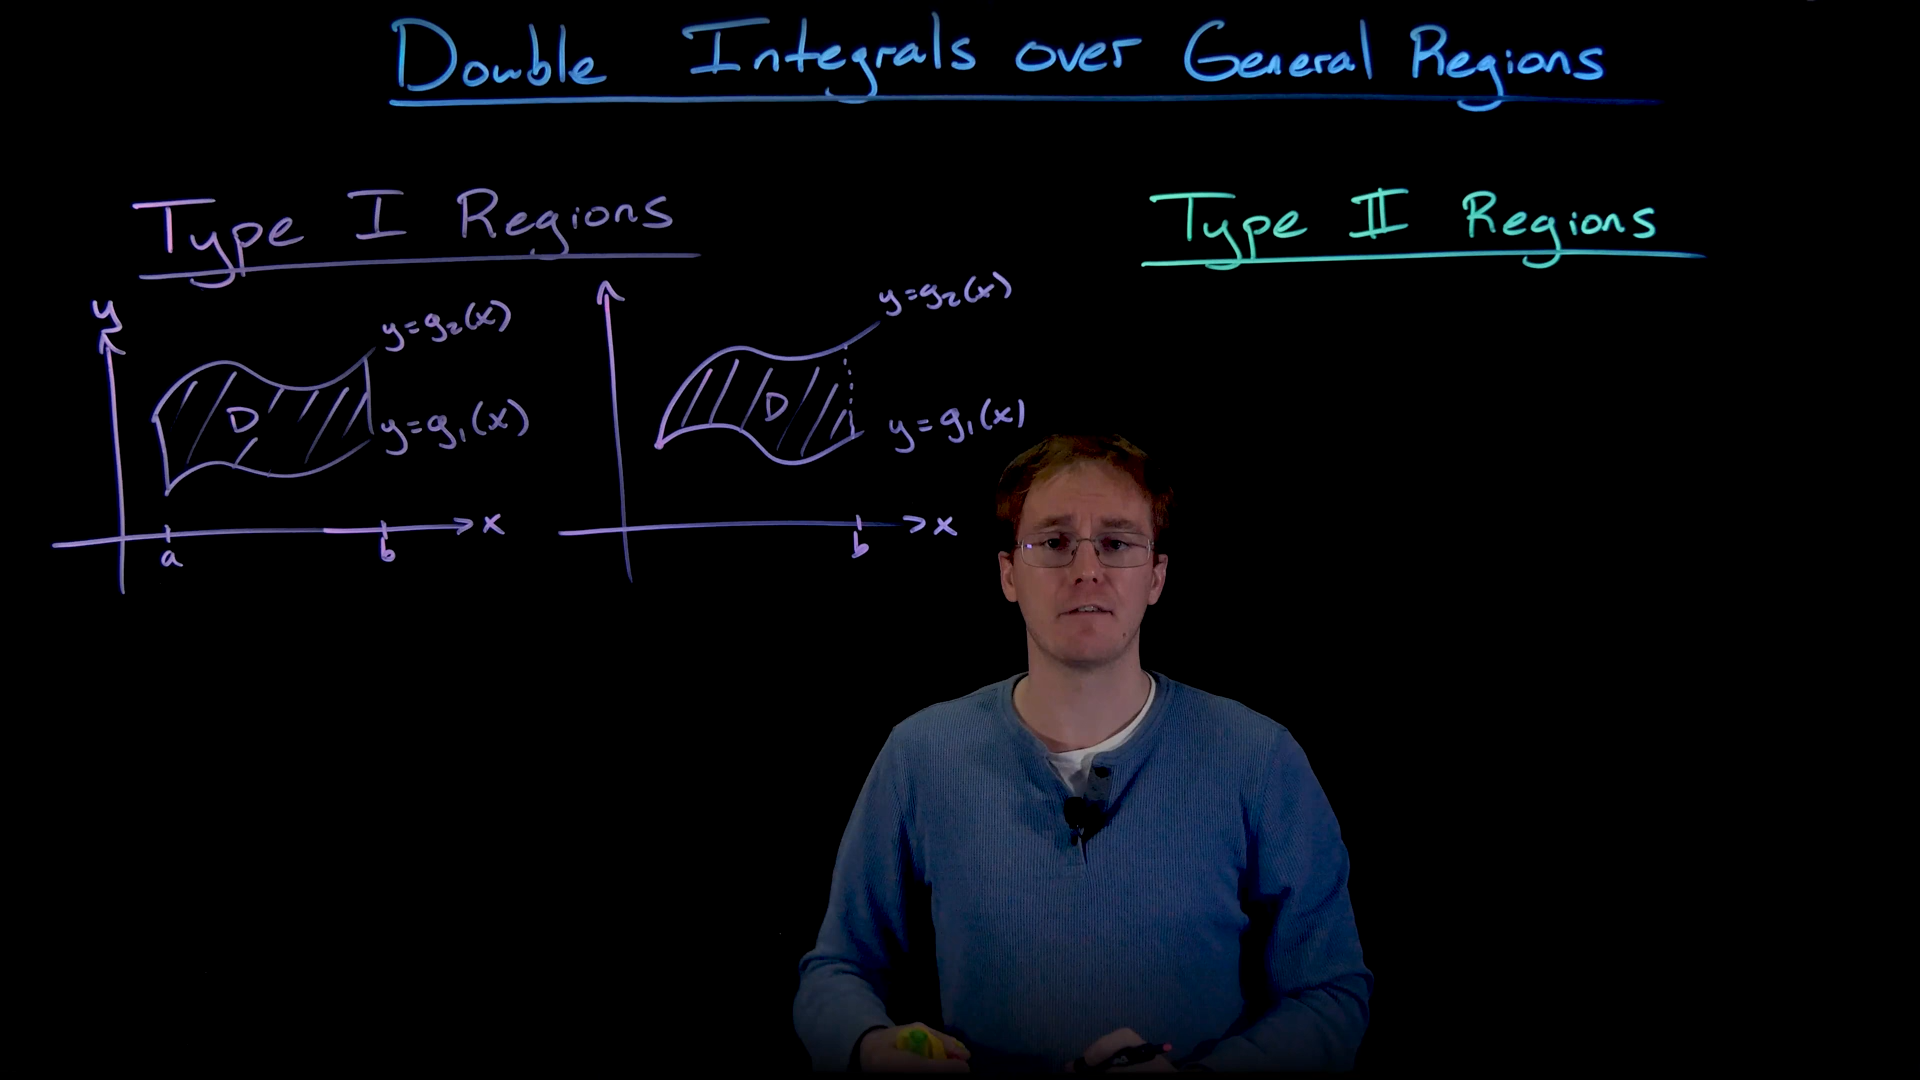 Double Integrals over General Regions
Type I Regions
Type II Regions
y
y=g₂(x)
D
y=g₁(x)
x
a
b
y=g₂(x)
D
y=g₁(x)
x
b